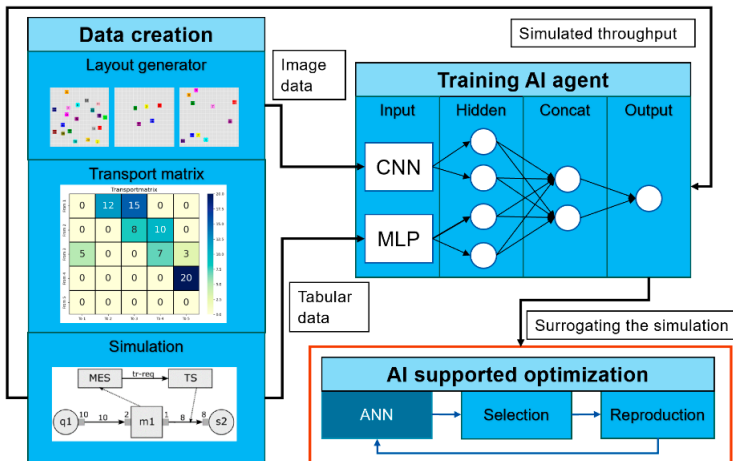 Data creation
Layout generator
Transport matrix
Transportmatrix
0 12 15 0 0
0 0 8 10 0
5 0 0 7 3
0 0 0 0 20
0 0 0 0 0
Simulation
MES tr-req TS
q1 10 10 2 m1 1 8 8 s2
Image
data
Tabular
data
Simulated throughput
Training AI agent
Input Hidden Concat Output
CNN
MLP
Surrogating the simulation
AI supported optimization
ANN Selection Reproduction